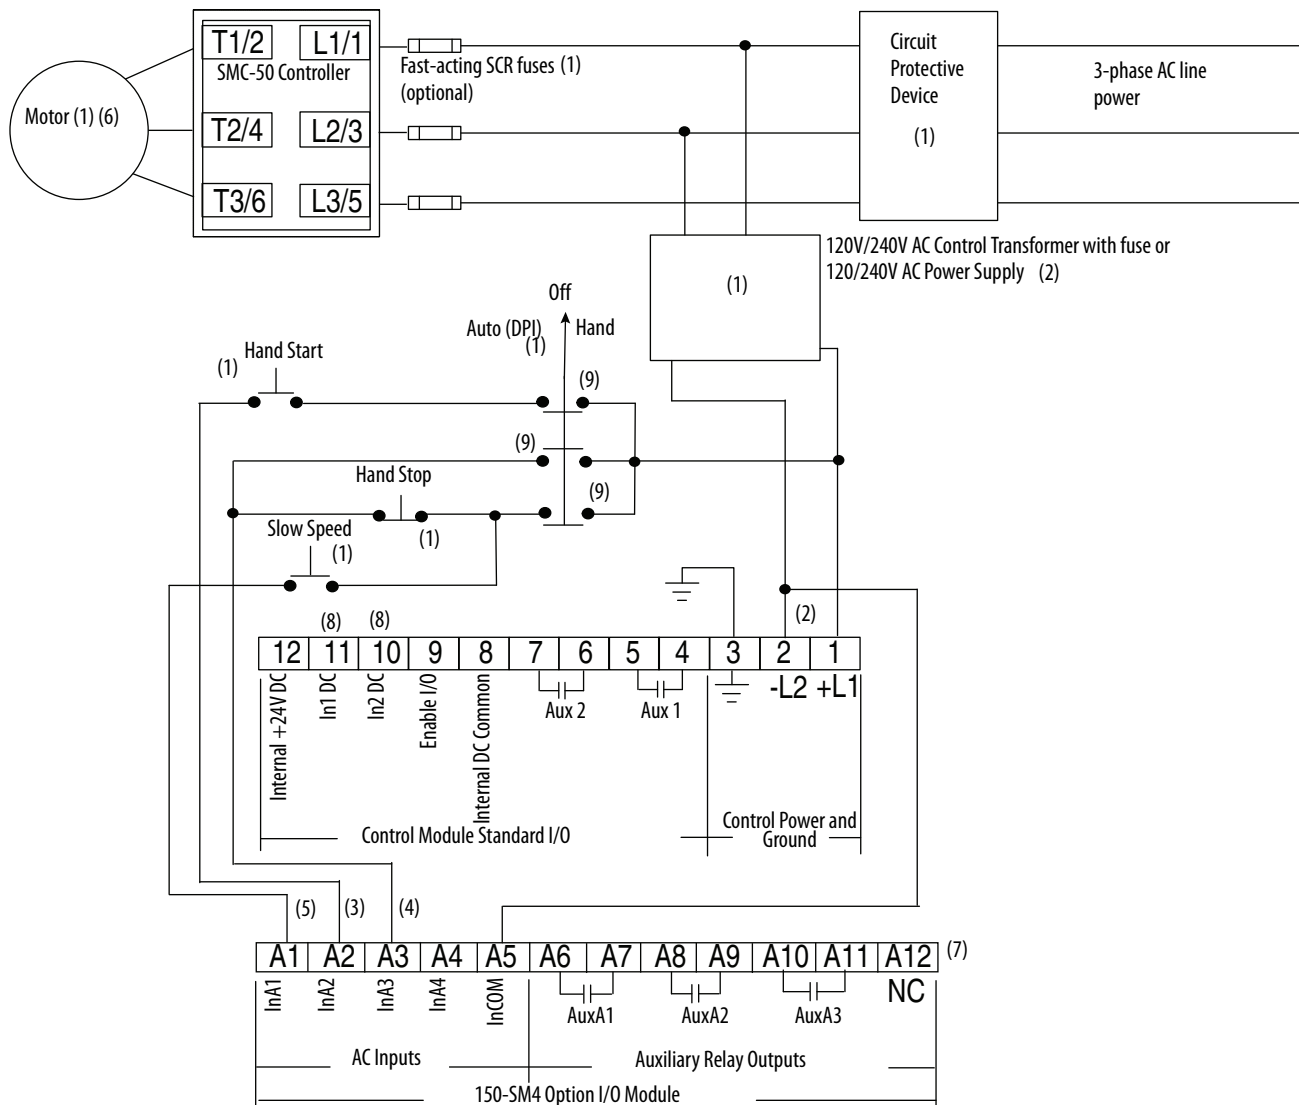 T1/2 L1/1
SMC-50 Controller
T2/4 L2/3
T3/6 L3/5
Motor (1) (6)
Fast-acting SCR fuses (1)
(optional)
Circuit
Protective
Device
(1)
3-phase AC line
power
120V/240V AC Control Transformer with fuse or
120/240V AC Power Supply (2)
(1)
Off
Auto (DPI) Hand
(1)
Hand Start
(1)
(9)
(9)
Hand Stop
(9)
(1)
Slow Speed
(1)
(2)
(8) (8)
12 11 10 9 8 7 6 5 4 3 2 1
-L2 +L1
Internal +24V DC
In1 DC
In2 DC
Enable I/O
Internal DC Common
Aux 2
Aux 1
Control Module Standard I/O
Control Power and
Ground
(5) (3) (4)
A1 A2 A3 A4 A5 A6 A7 A8 A9 A10 A11 A12 (7)
InA1
InA2
InA3
InA4
InCOM
NC
AuxA1
AuxA2
AuxA3
AC Inputs
Auxiliary Relay Outputs
150-SM4 Option I/O Module